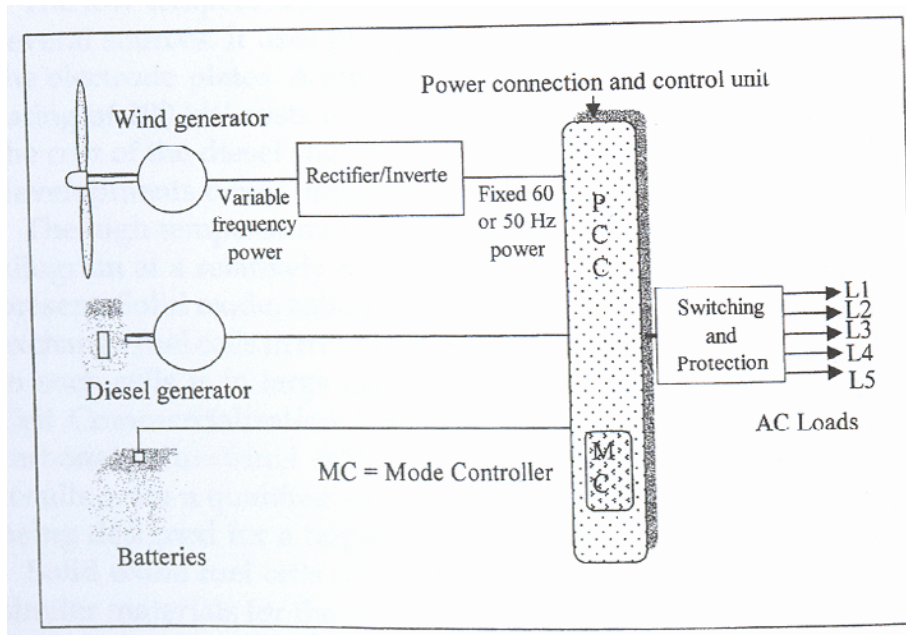 Power connection and control unit
Wind generator
Rectifier/Inverte
Variable
frequency
power
Fixed 60
or 50 Hz
power
P
C
C
Switching
and
Protection
L1
L2
L3
L4
L5
AC Loads
Diesel generator
MC = Mode Controller
M
C
Batteries